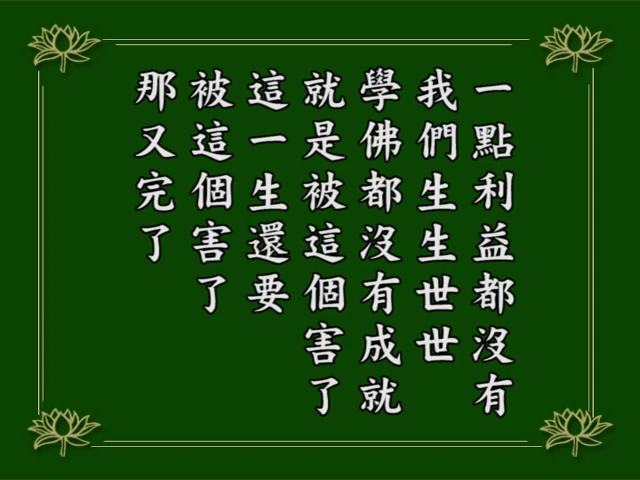 一點利益都沒有
我們生生世世
學佛都沒有成就
就是被這個害了
這一生還要
被這個害了
那又完了